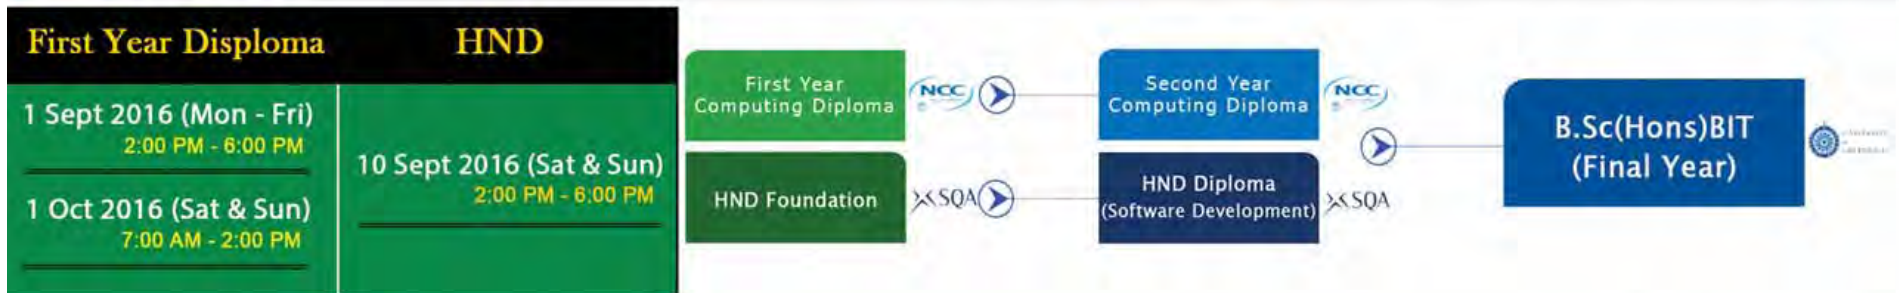 First Year Disploma
HND
1 Sept 2016 (Mon - Fri)
2:00 PM - 6:00 PM
1 Oct 2016 (Sat & Sun)
7:00 AM - 2:00 PM
10 Sept 2016 (Sat & Sun)
2:00 PM - 6:00 PM
First Year
Computing Diploma
NCC
Second Year
Computing Diploma
NCC
HND Foundation
SQA
HND Diploma
(Software Development)
SQA
B.Sc(Hons)BIT
(Final Year)